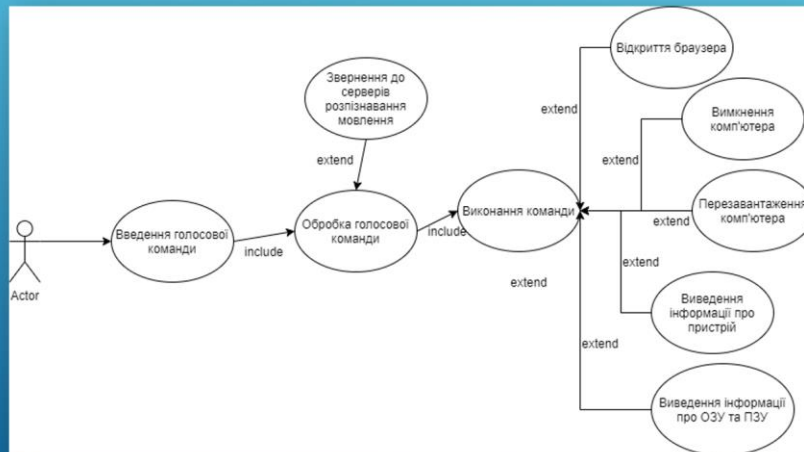 Відкриття браузера
Звернення до
серверів
розпізнавання
мовлення
extend
Вимкнення
комп'ютера
extend
extend
Введення голосової
команди
include
Обробка голосової
команди
include
Виконання команди
Перезавантаження
комп'ютера
extend
extend
extend
Actor
Виведення
інформації про
пристрій
extend
Виведення інформації
про ОЗУ та ПЗУ